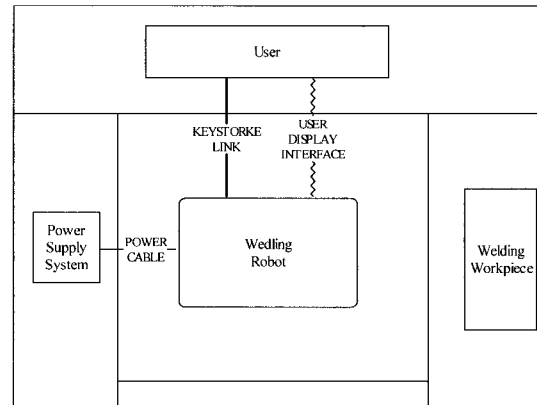 User
KEYSTORKE
LINK
USER
DISPLAY
INTERFACE
Power
Supply
System
POWER
CABLE
Wedling
Robot
Welding
Workpiece